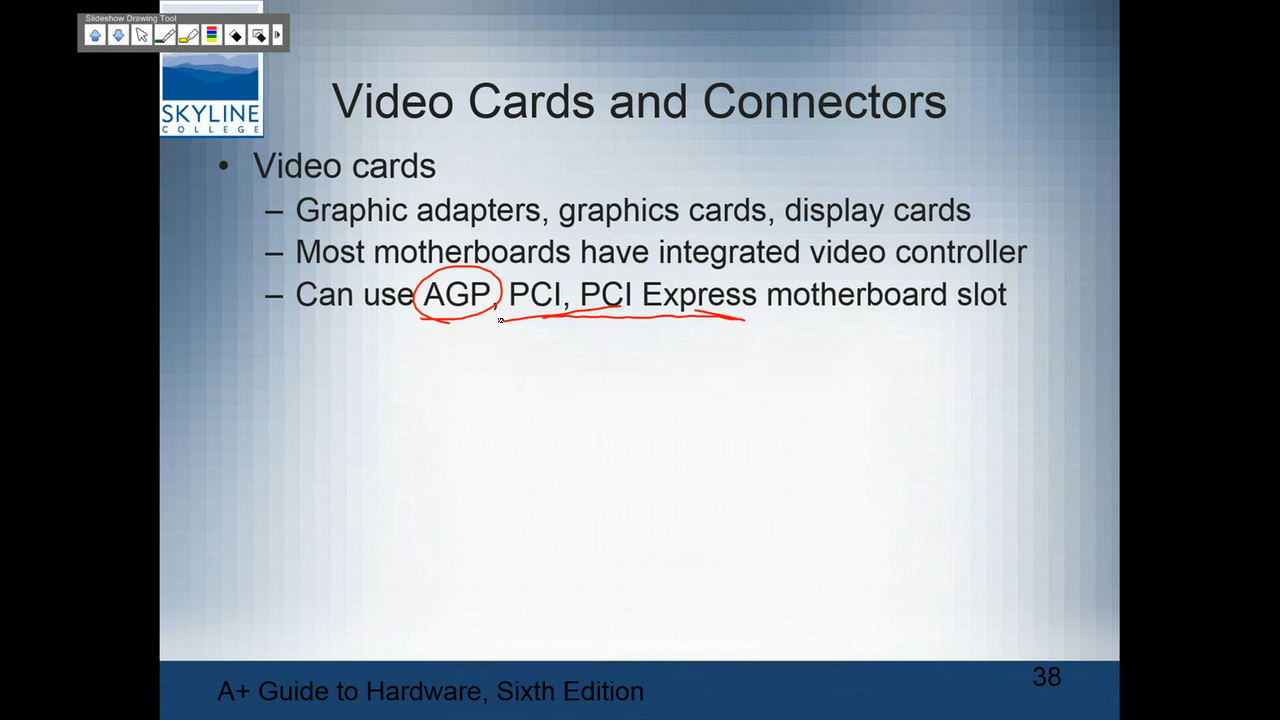 Slideshow Drawing Tool
SKYLINE
COLLEGE
Video Cards and Connectors
• Video cards
– Graphic adapters, graphics cards, display cards
– Most motherboards have integrated video controller
– Can use AGP, PCI, PCI Express motherboard slot
A+ Guide to Hardware, Sixth Edition
38